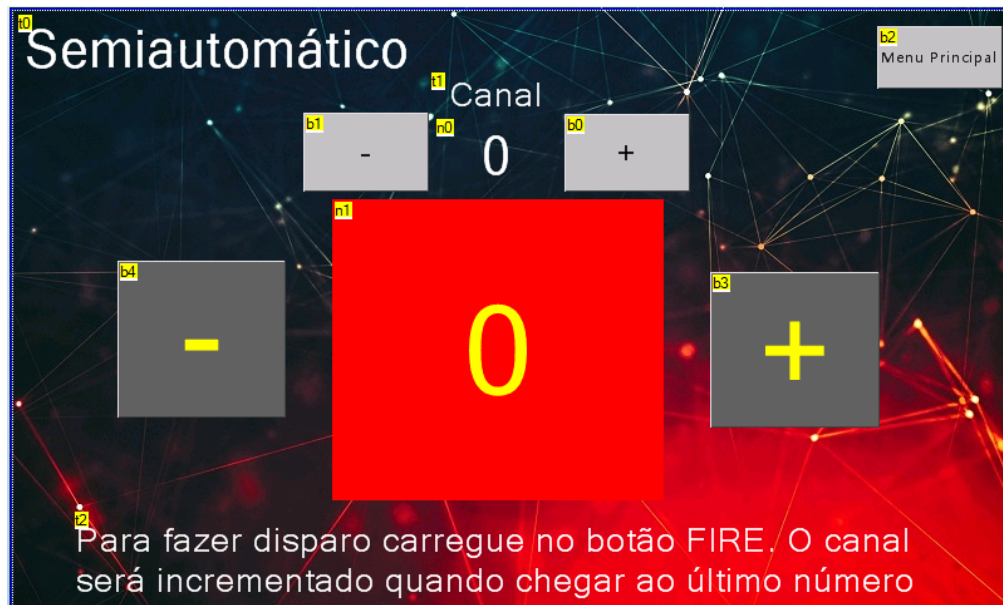 t0
Semiautomático
b2
Menu Principal
t1
Canal
b1
-
n0
0
b0
+
n1
0
b4
-
b3
+
t2
Para fazer disparo carregue no botão FIRE. O canal
será incrementado quando chegar ao último número